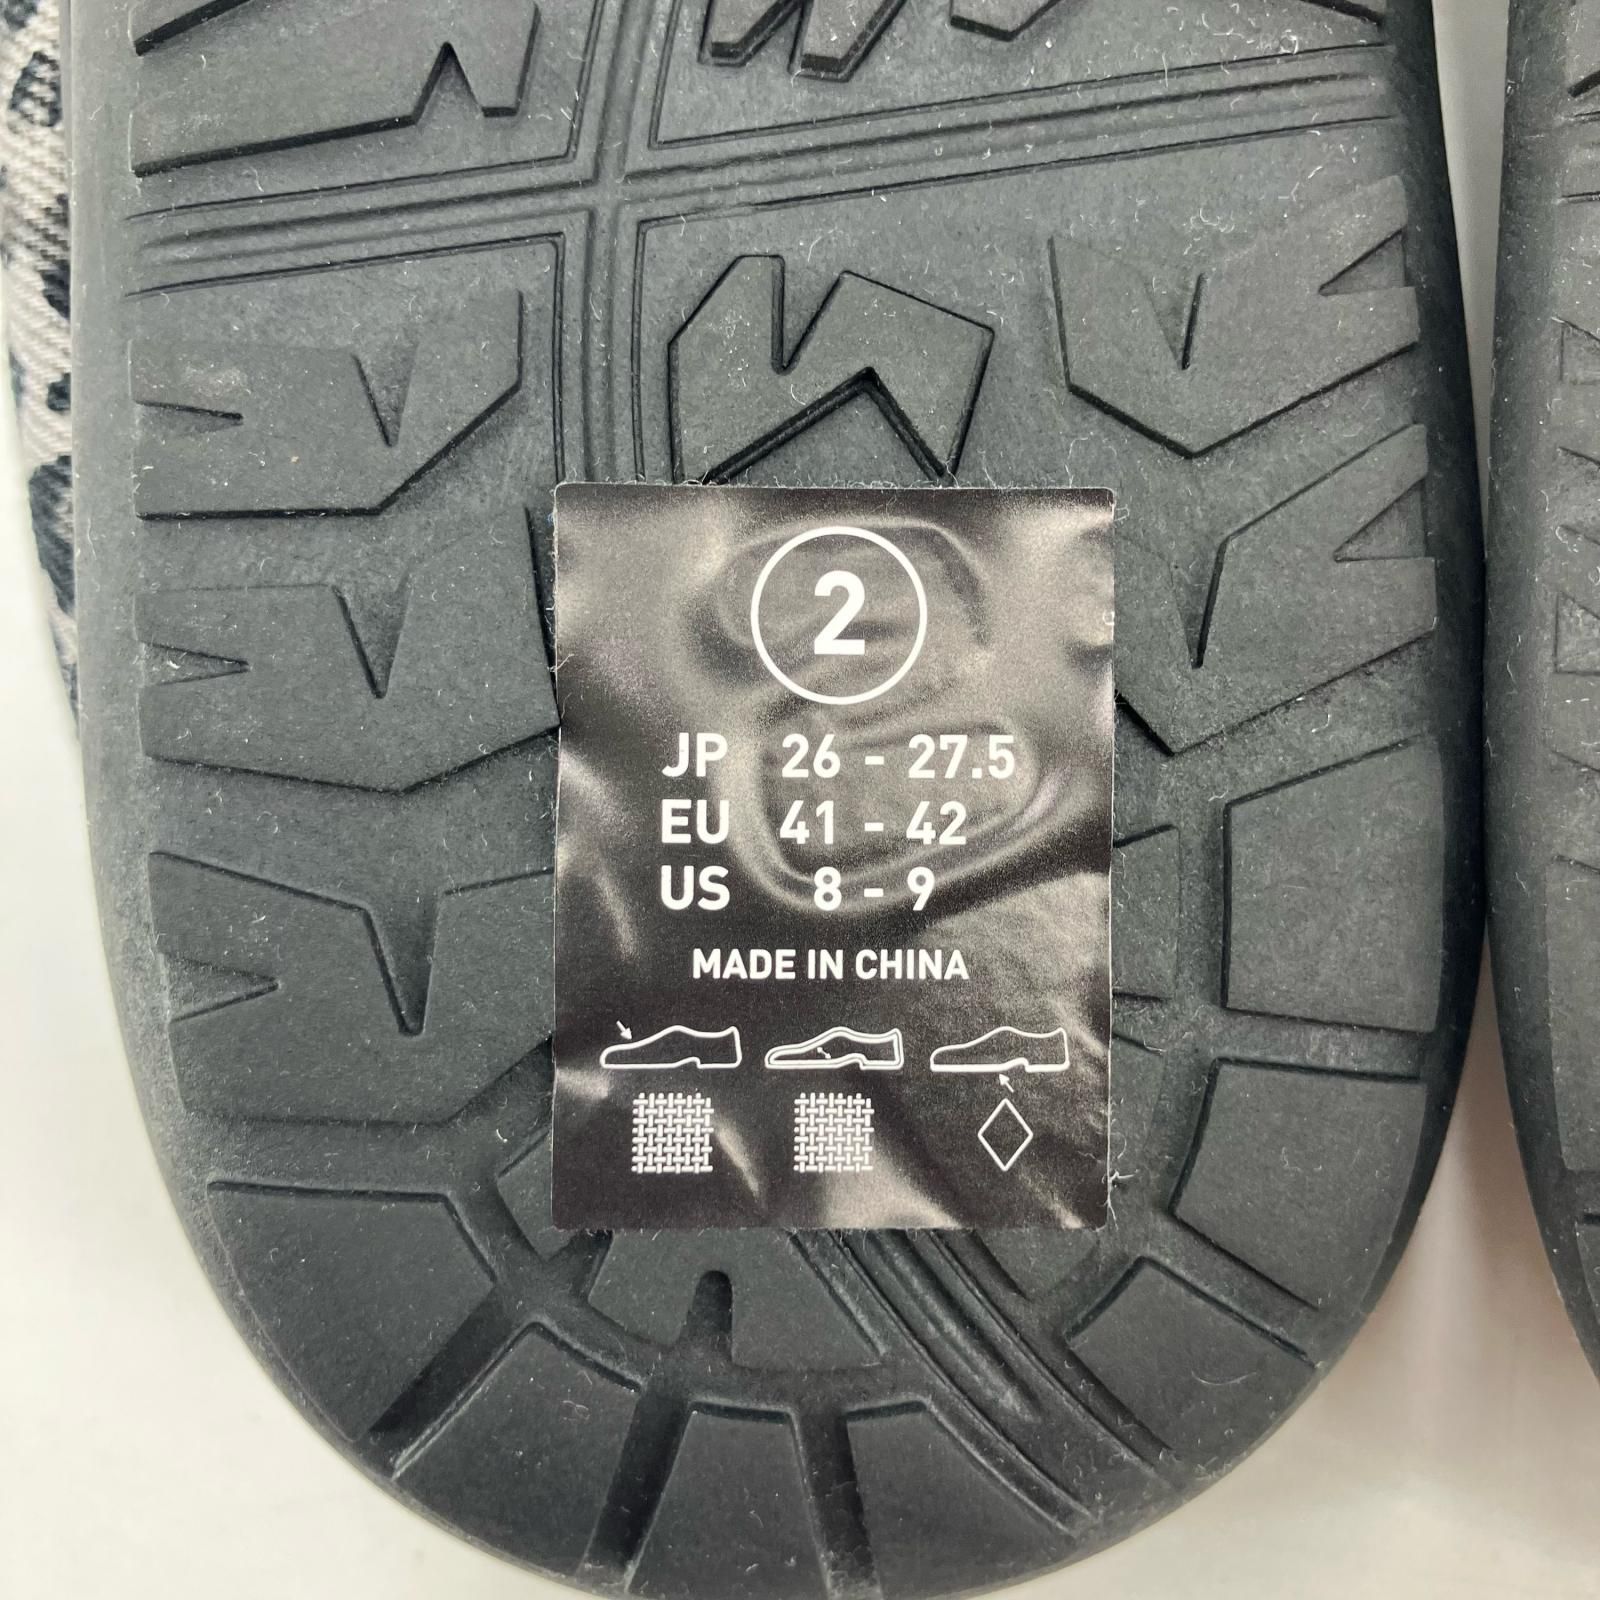 2
JP 26 - 27.5
EU 41 - 42
US 8 - 9
MADE IN CHINA